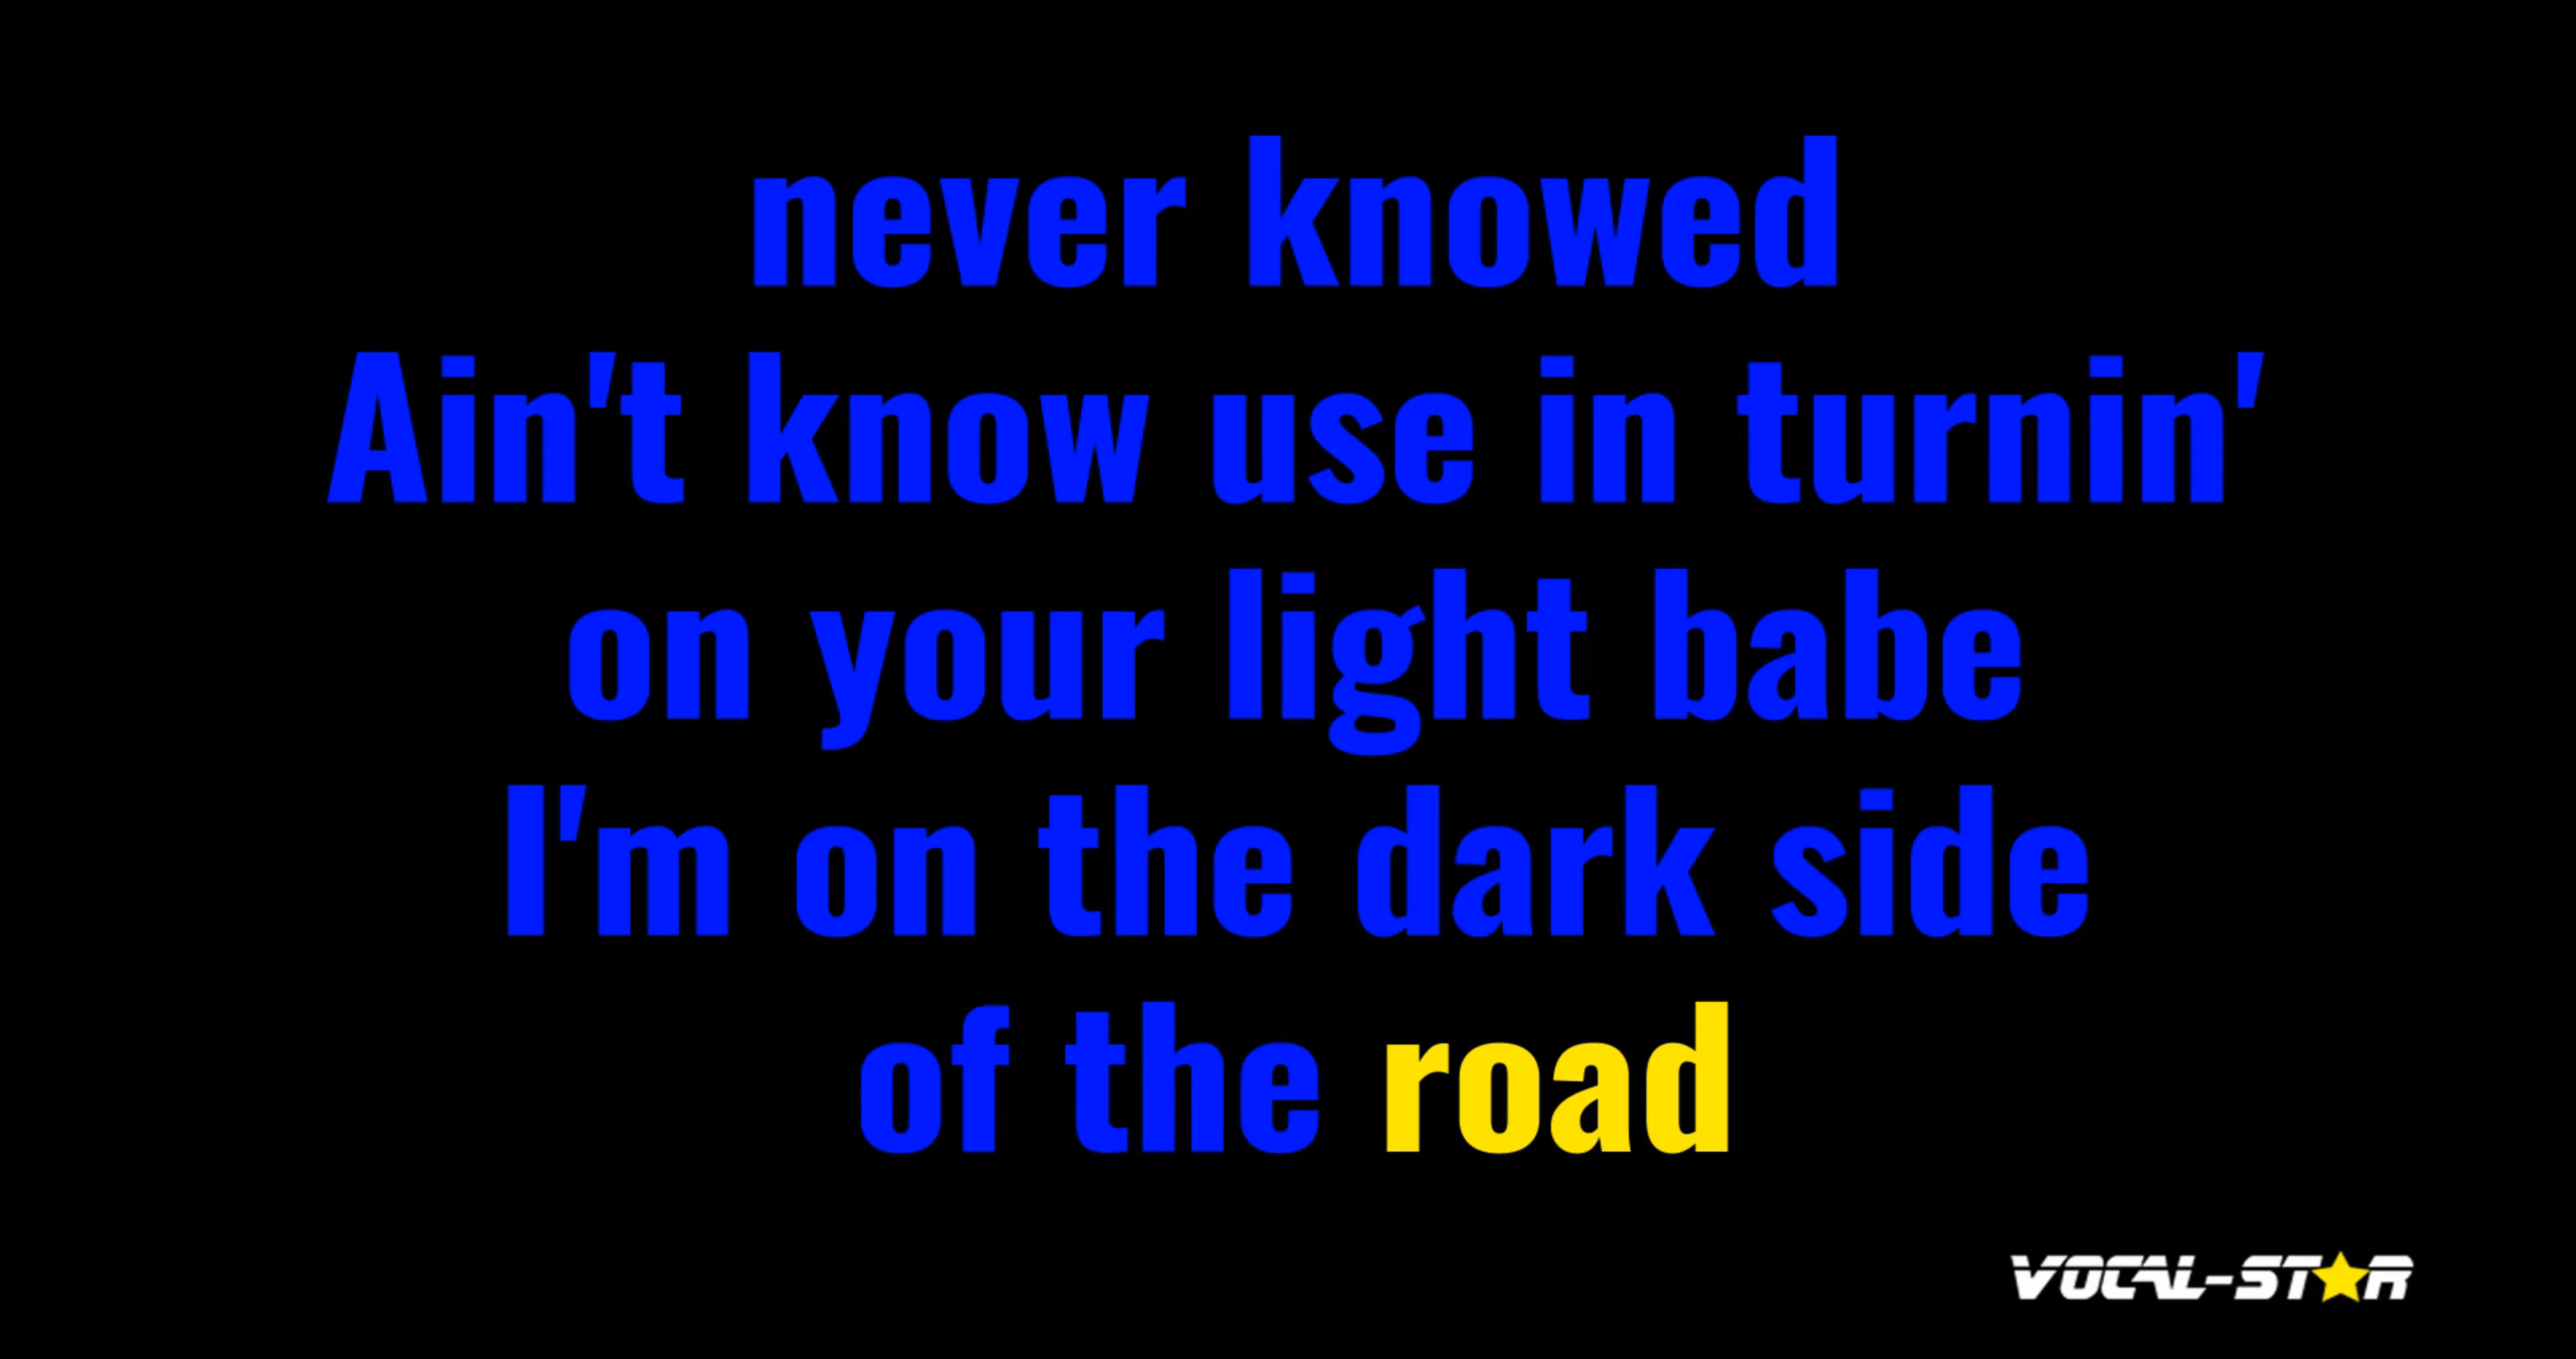 never knowed
Ain't know use in turnin'
on your light babe
I'm on the dark side
of the road
VOCAL-STAR